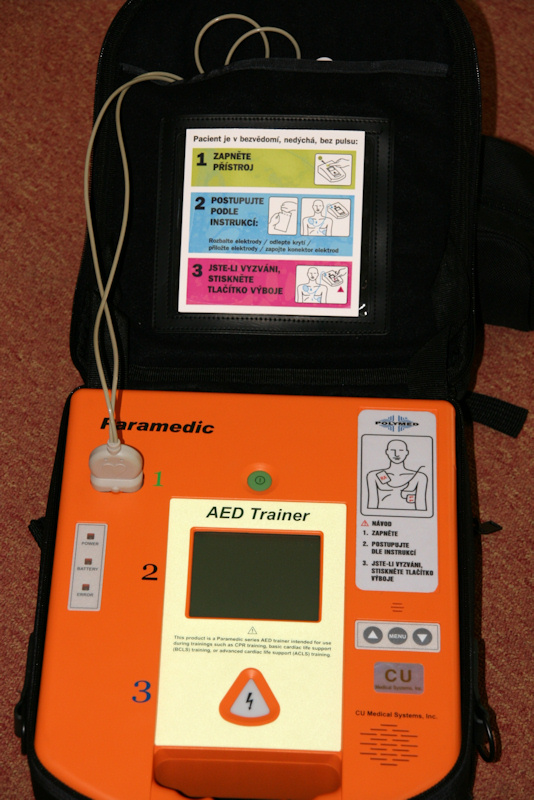 Pacient je v bezvědomí, nedýchá, bez pulsu:
1 ZAPNĚTE
PŘÍSTROJ
2 POSTUPUJTE
PODLE
INSTRUKCÍ:
Rozbalte elektrody / odlepte krytí /
přiložte elektrody / zapojte konektor elektrod
3 JSTE-LI VYZVÁNI,
STISKNĚTE
TLAČÍTKO VÝBOJE
Paramedic
POLYMED
1
AED Trainer
NÁVOD
1. ZAPNĚTE
2. POSTUPUJTE
DLE INSTRUKCÍ
3. JSTE-LI VYZVÁNI,
STISKNĚTE TLAČÍTKO
VÝBOJE
POWER
BATTERY
ERROR
2
This product is a Paramedic series AED trainer intended for use
during trainings such as CPR training, basic cardiac life support
(BCLS) training, or advanced cardiac life support (ACLS) training.
MENU
3
CU
Medical Systems, Inc.
CU Medical Systems, Inc.